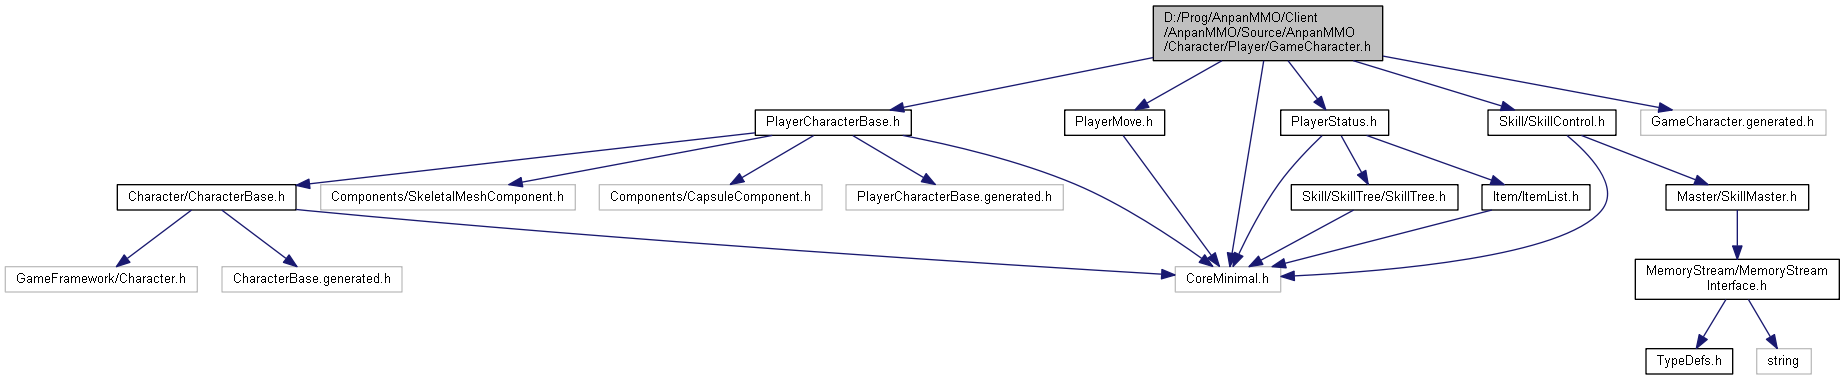 D:/Prog/AnpanMMO/Client
/AnpanMMO/Source/AnpanMMO
/Character/Player/GameCharacter.h
PlayerCharacterBase.h
PlayerMove.h
PlayerStatus.h
Skill/SkillControl.h
GameCharacter.generated.h
Character/CharacterBase.h
Components/SkeletalMeshComponent.h
Components/CapsuleComponent.h
PlayerCharacterBase.generated.h
Skill/SkillTree/SkillTree.h
Item/ItemList.h
Master/SkillMaster.h
GameFramework/Character.h
CharacterBase.generated.h
CoreMinimal.h
MemoryStream/MemoryStream
Interface.h
TypeDefs.h
string